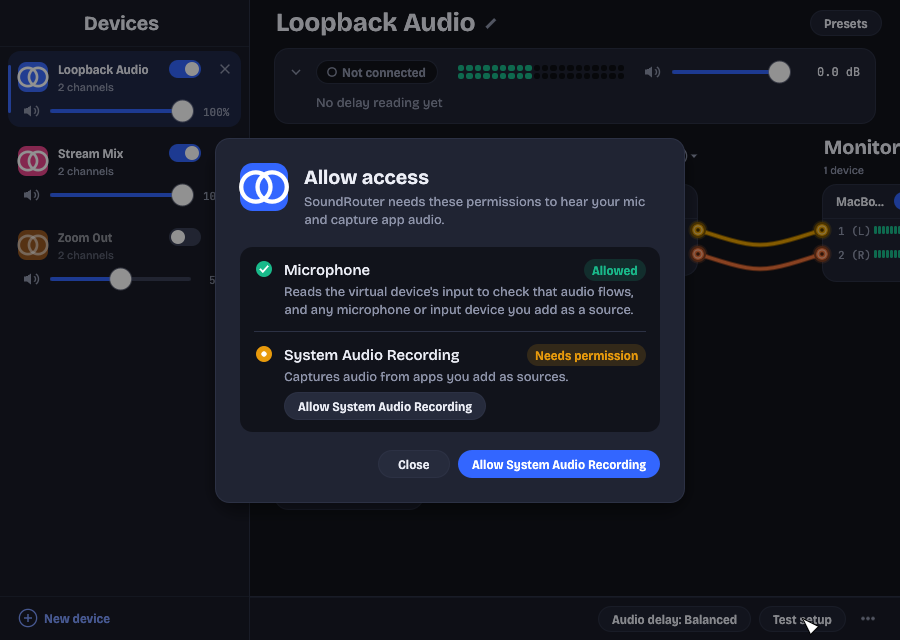 Devices
Loopback Audio
2 channels
100%
Stream Mix
2 channels
Zoom Out
2 channels
New device
Loopback Audio
Presets
Not connected
0.0 dB
No delay reading yet
Monitor
1 device
MacBo...
1 (L)
2 (R)
Allow access
SoundRouter needs these permissions to hear your mic
and capture app audio.
Microphone
Allowed
Reads the virtual device's input to check that audio flows,
and any microphone or input device you add as a source.
System Audio Recording
Needs permission
Captures audio from apps you add as sources.
Allow System Audio Recording
Close
Allow System Audio Recording
Audio delay: Balanced
Test setup